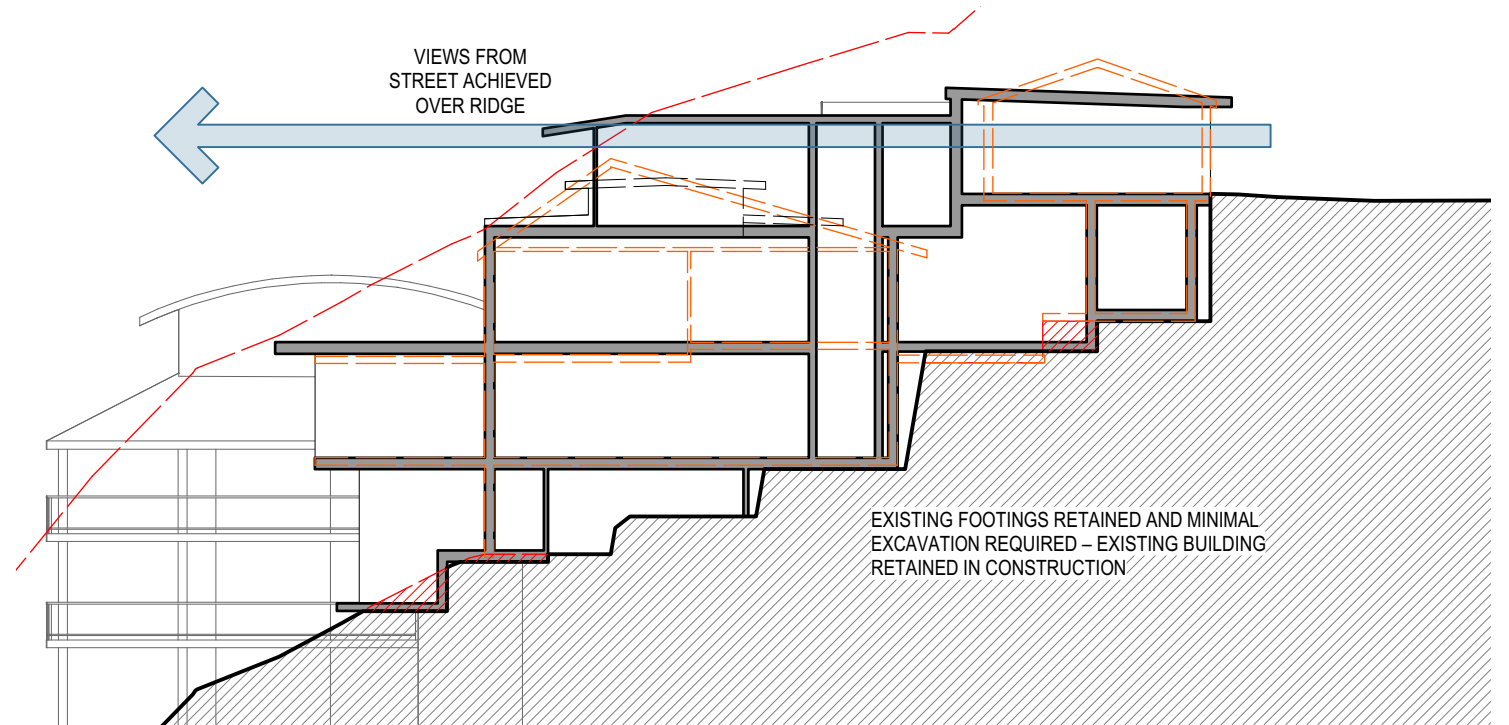 VIEWS FROM
STREET ACHIEVED
OVER RIDGE
EXISTING FOOTINGS RETAINED AND MINIMAL
EXCAVATION REQUIRED – EXISTING BUILDING
RETAINED IN CONSTRUCTION